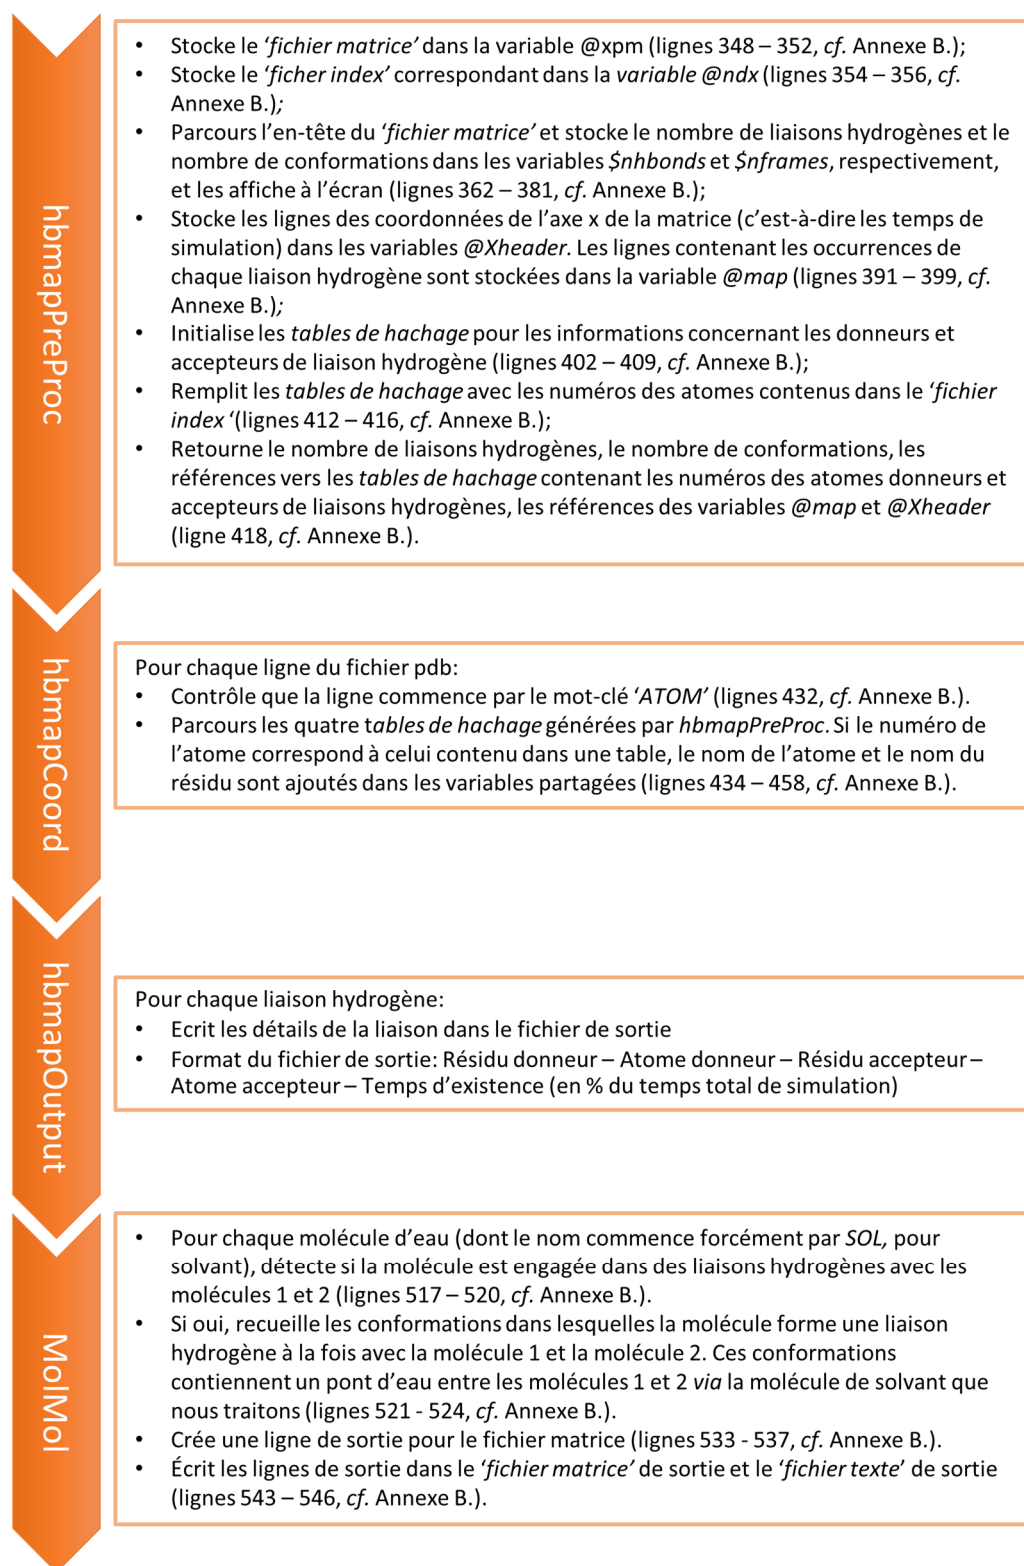 hbmapPreProc
• Stocke le ‘fichier matrice’ dans la variable @xpm (lignes 348 – 352, cf. Annexe B.);
• Stocke le ‘ficher index’ correspondant dans la variable @ndx (lignes 354 – 356, cf.
Annexe B.);
• Parcours l’en-tête du ‘fichier matrice’ et stocke le nombre de liaisons hydrogènes et le
nombre de conformations dans les variables $nhbonds et $nframes, respectivement,
et les affiche à l’écran (lignes 362 – 381, cf. Annexe B.);
• Stocke les lignes des coordonnées de l’axe x de la matrice (c’est-à-dire les temps de
simulation) dans les variables @Xheader. Les lignes contenant les occurrences de
chaque liaison hydrogène sont stockées dans la variable @map (lignes 391 – 399, cf.
Annexe B.);
• Initialise les tables de hachage pour les informations concernant les donneurs et
accepteurs de liaison hydrogène (lignes 402 – 409, cf. Annexe B.);
• Remplit les tables de hachage avec les numéros des atomes contenus dans le ‘fichier
index ‘(lignes 412 – 416, cf. Annexe B.);
• Retourne le nombre de liaisons hydrogènes, le nombre de conformations, les
références vers les tables de hachage contenant les numéros des atomes donneurs et
accepteurs de liaisons hydrogènes, les références des variables @map et @Xheader
(ligne 418, cf. Annexe B.).
hbmapCoord
Pour chaque ligne du fichier pdb:
• Contrôle que la ligne commence par le mot-clé ‘ATOM’ (lignes 432, cf. Annexe B.).
• Parcours les quatre tables de hachage générées par hbmapPreProc. Si le numéro de
l’atome correspond à celui contenu dans une table, le nom de l’atome et le nom du
résidu sont ajoutés dans les variables partagées (lignes 434 – 458, cf. Annexe B.).
hbmapOutput
Pour chaque liaison hydrogène:
• Ecrit les détails de la liaison dans le fichier de sortie
• Format du fichier de sortie: Résidu donneur – Atome donneur – Résidu accepteur –
Atome accepteur – Temps d’existence (en % du temps total de simulation)
MolMol
• Pour chaque molécule d’eau (dont le nom commence forcément par SOL, pour
solvant), détecte si la molécule est engagée dans des liaisons hydrogènes avec les
molécules 1 et 2 (lignes 517 – 520, cf. Annexe B.).
• Si oui, recueille les conformations dans lesquelles la molécule forme une liaison
hydrogène à la fois avec la molécule 1 et la molécule 2. Ces conformations
contiennent un pont d’eau entre les molécules 1 et 2 via la molécule de solvant que
nous traitons (lignes 521 - 524, cf. Annexe B.).
• Crée une ligne de sortie pour le fichier matrice (lignes 533 - 537, cf. Annexe B.).
• Écrit les lignes de sortie dans le ‘fichier matrice’ de sortie et le ‘fichier texte’ de sortie
(lignes 543 – 546, cf. Annexe B.).